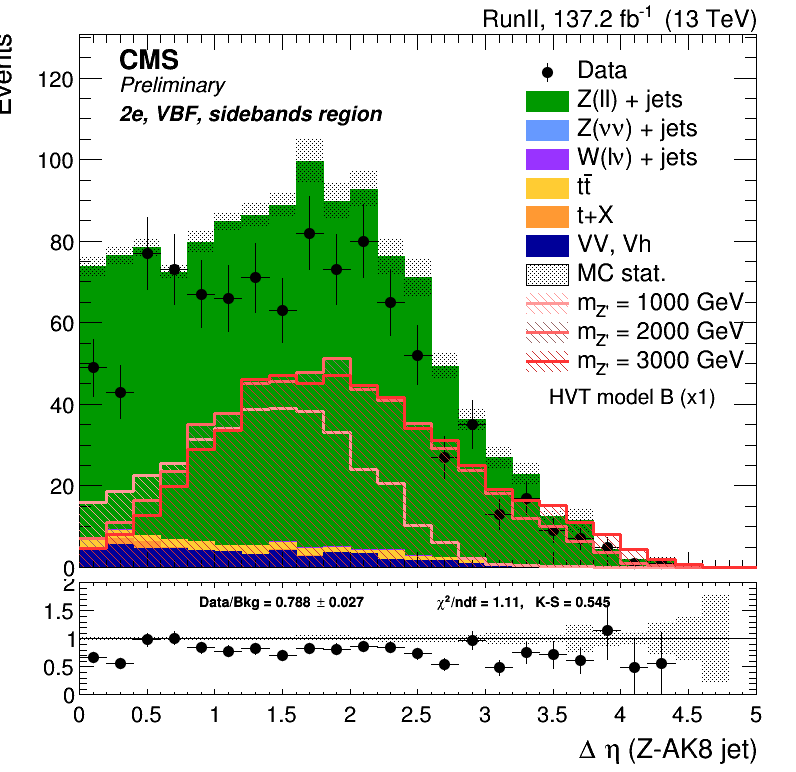 RunII, 137.2 fb⁻¹ (13 TeV)
Events
CMS
Preliminary
2e, VBF, sidebands region
Data
Z(ll) + jets
Z(νν) + jets
W(lν) + jets
tt̄
t+X
VV, Vh
MC stat.
m_Z' = 1000 GeV
m_Z' = 2000 GeV
m_Z' = 3000 GeV
HVT model B (x1)
120
100
80
60
40
20
0
Data/Bkg = 0.788 ± 0.027
χ²/ndf = 1.11, K-S = 0.545
2
1.5
1
0.5
0
0 0.5 1 1.5 2 2.5 3 3.5 4 4.5 5
Δ η (Z-AK8 jet)